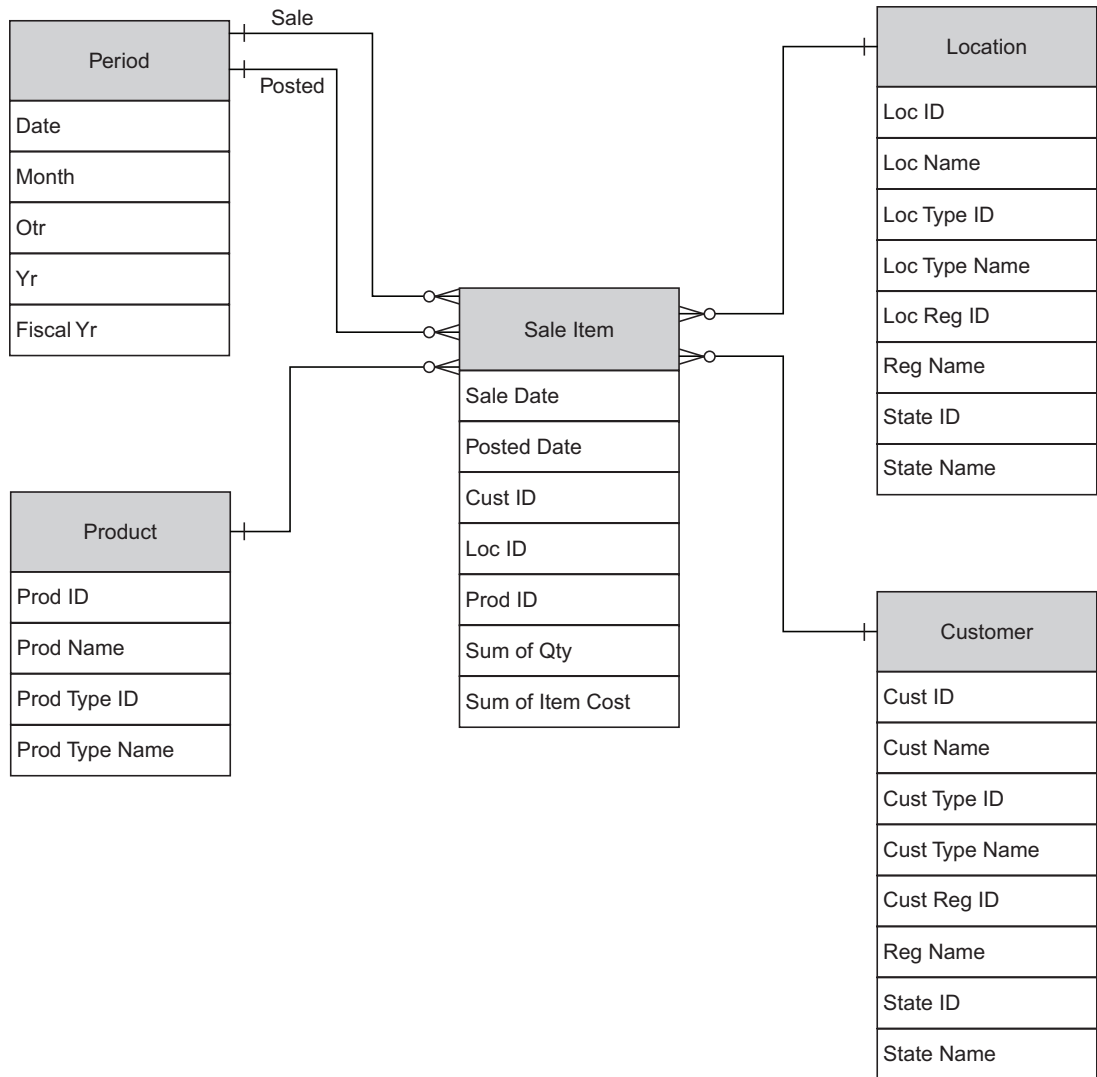 Sale
Posted
Period
Date
Month
Otr
Yr
Fiscal Yr
Product
Prod ID
Prod Name
Prod Type ID
Prod Type Name
Sale Item
Sale Date
Posted Date
Cust ID
Loc ID
Prod ID
Sum of Qty
Sum of Item Cost
Location
Loc ID
Loc Name
Loc Type ID
Loc Type Name
Loc Reg ID
Reg Name
State ID
State Name
Customer
Cust ID
Cust Name
Cust Type ID
Cust Type Name
Cust Reg ID
Reg Name
State ID
State Name